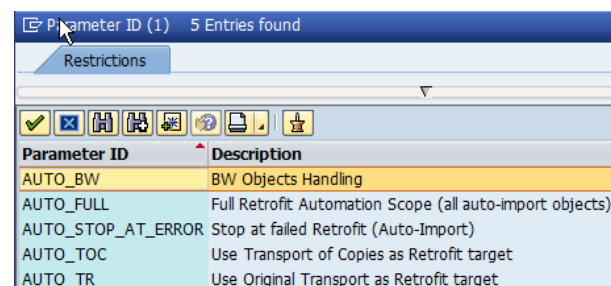 Parameter ID (1) 5 Entries found
Restrictions
Parameter ID Description
AUTO_BW BW Objects Handling
AUTO_FULL Full Retrofit Automation Scope (all auto-import objects)
AUTO_STOP_AT_ERROR Stop at failed Retrofit (Auto-Import)
AUTO_TOC Use Transport of Copies as Retrofit target
AUTO_TR Use Original Transport as Retrofit target